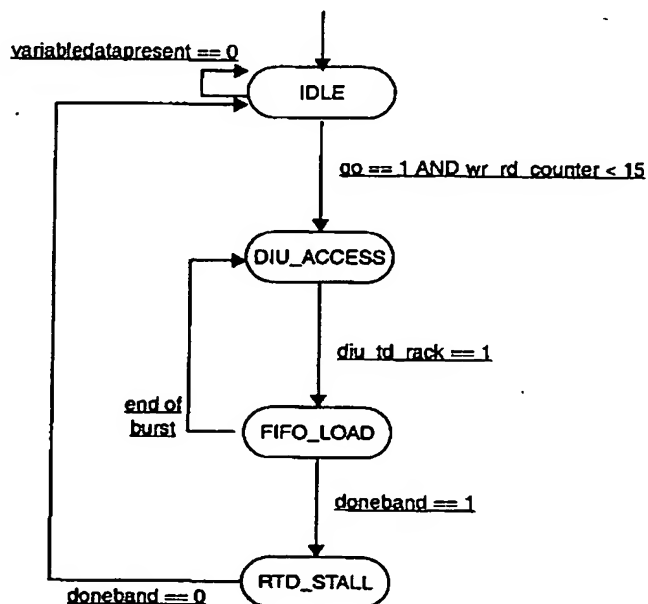 variabledatapresent == 0
IDLE
go == 1 AND wr_rd_counter < 15
DIU_ACCESS
diu_td_rack == 1
end of
burst
FIFO_LOAD
doneband == 1
RTD_STALL
doneband == 0